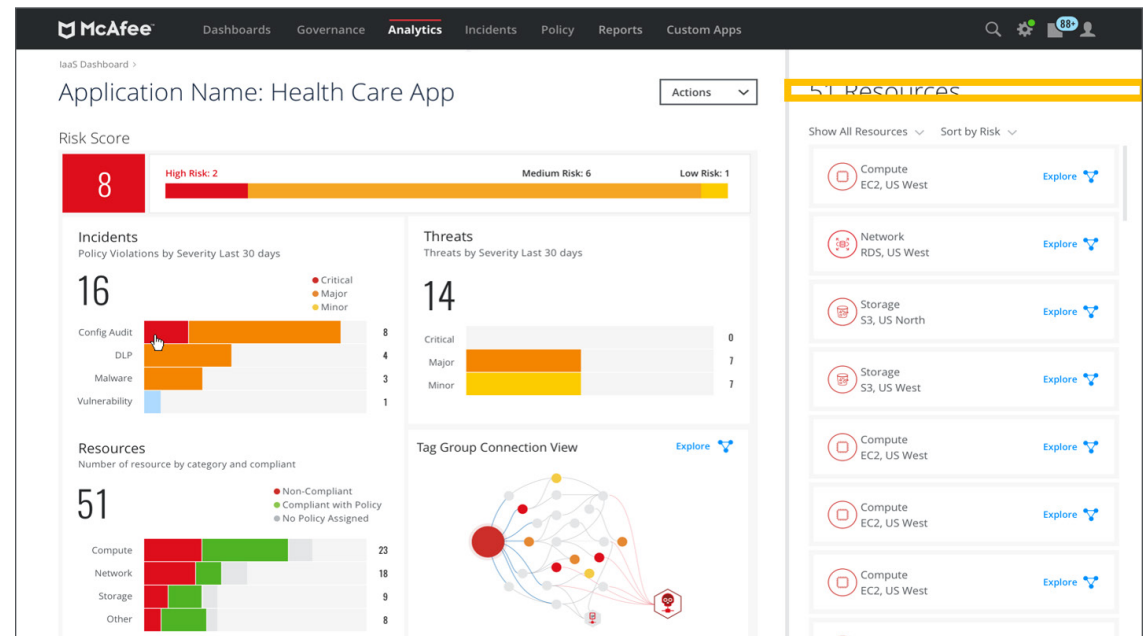 McAfee Dashboards Governance Analytics Incidents Policy Reports Custom Apps 88+
IaaS Dashboard >
Application Name: Health Care App
Actions
Risk Score
8
High Risk: 2 Medium Risk: 6 Low Risk: 1
Incidents
Policy Violations by Severity Last 30 days
16
Critical
Major
Minor
Config Audit 8
DLP 4
Malware 3
Vulnerability 1
Threats
Threats by Severity Last 30 days
14
Critical 0
Major 7
Minor 7
Resources
Number of resource by category and compliant
51
Non-Compliant
Compliant with Policy
No Policy Assigned
Compute 23
Network 18
Storage 9
Other 8
Tag Group Connection View Explore
51 Resources
Show All Resources Sort by Risk
Compute
EC2, US West
Explore
Network
RDS, US West
Explore
Storage
S3, US North
Explore
Storage
S3, US West
Explore
Compute
EC2, US West
Explore
Compute
EC2, US West
Explore
Compute
EC2, US West
Explore